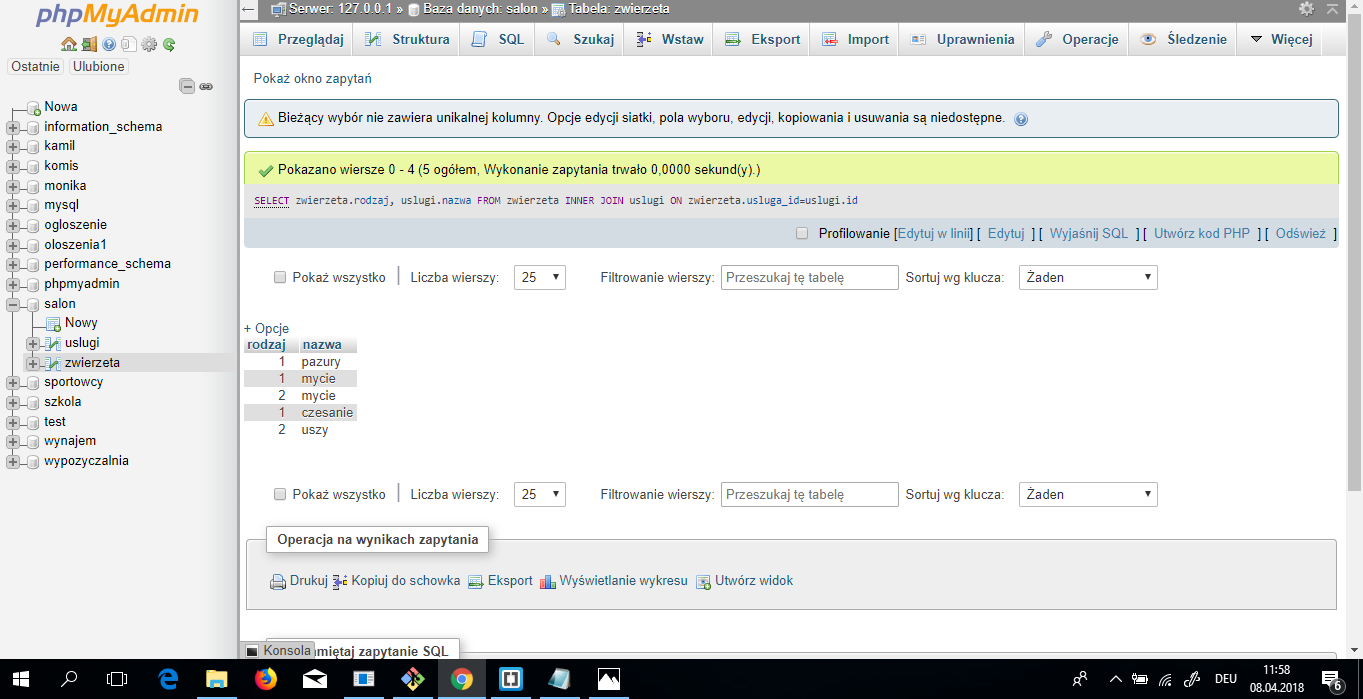 phpMyAdmin
Ostatnie Ulubione
Nowa
information_schema
kamil
komis
monika
mysql
ogloszenie
oloszenia1
performance_schema
phpmyadmin
salon
Nowy
uslugi
zwierzeta
sportowcy
szkola
test
wynajem
wypozyczalnia
Serwer: 127.0.0.1 » Baza danych: salon » Tabela: zwierzeta
Przeglądaj Struktura SQL Szukaj Wstaw Eksport Import Uprawnienia Operacje Śledzenie Więcej
Pokaż okno zapytań
Bieżący wybór nie zawiera unikalnej kolumny. Opcje edycji siatki, pola wyboru, edycji, kopiowania i usuwania są niedostępne.
Pokazano wiersze 0 - 4 (5 ogółem, Wykonanie zapytania trwało 0,0000 sekund(y).)
SELECT zwierzeta.rodzaj, uslugi.nazwa FROM zwierzeta INNER JOIN uslugi ON zwierzeta.usluga_id=uslugi.id
Profilowanie [Edytuj w linii] [ Edytuj ] [ Wyjaśnij SQL ] [ Utwórz kod PHP ] [ Odśwież ]
Pokaż wszystko Liczba wierszy: 25 Filtrowanie wierszy: Przeszukaj tę tabelę Sortuj wg klucza: Żaden
+ Opcje
rodzaj nazwa
1 pazury
1 mycie
2 mycie
1 czesanie
2 uszy
Pokaż wszystko Liczba wierszy: 25 Filtrowanie wierszy: Przeszukaj tę tabelę Sortuj wg klucza: Żaden
Operacja na wynikach zapytania
Drukuj Kopiuj do schowka Eksport Wyświetlanie wykresu Utwórz widok
Konsola miętaj zapytanie SQL
DEU
11:58
08.04.2018
6